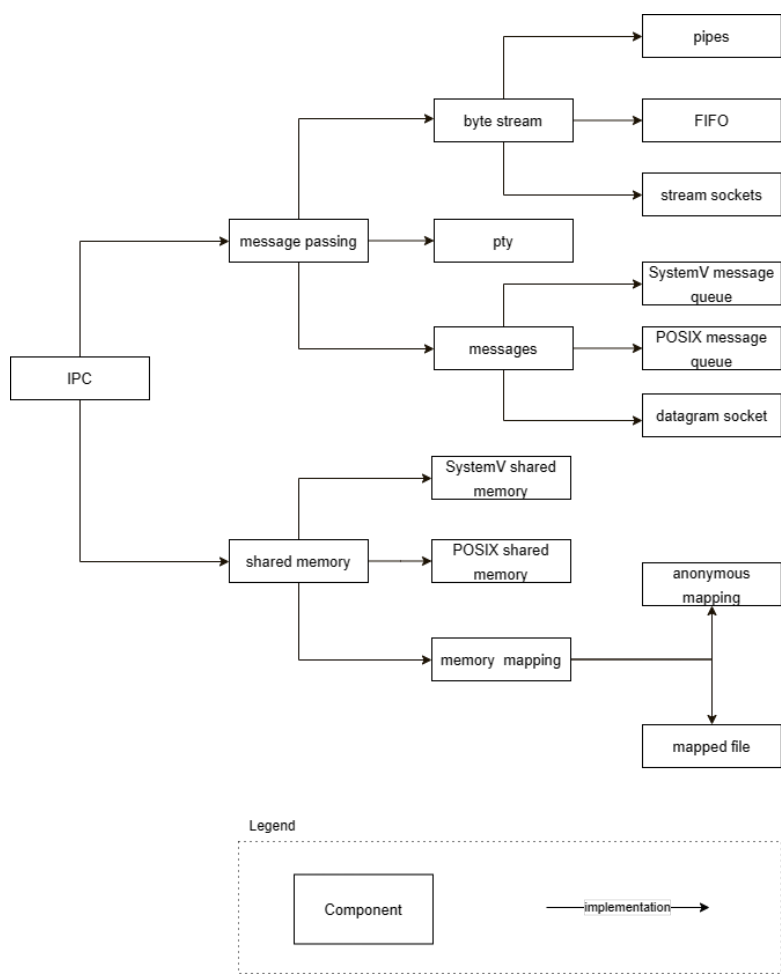 pipes
byte stream
FIFO
stream sockets
message passing
pty
SystemV message
queue
messages
POSIX message
queue
IPC
datagram socket
SystemV shared
memory
shared memory
POSIX shared
memory
anonymous
mapping
memory mapping
mapped file
Legend
Component
implementation